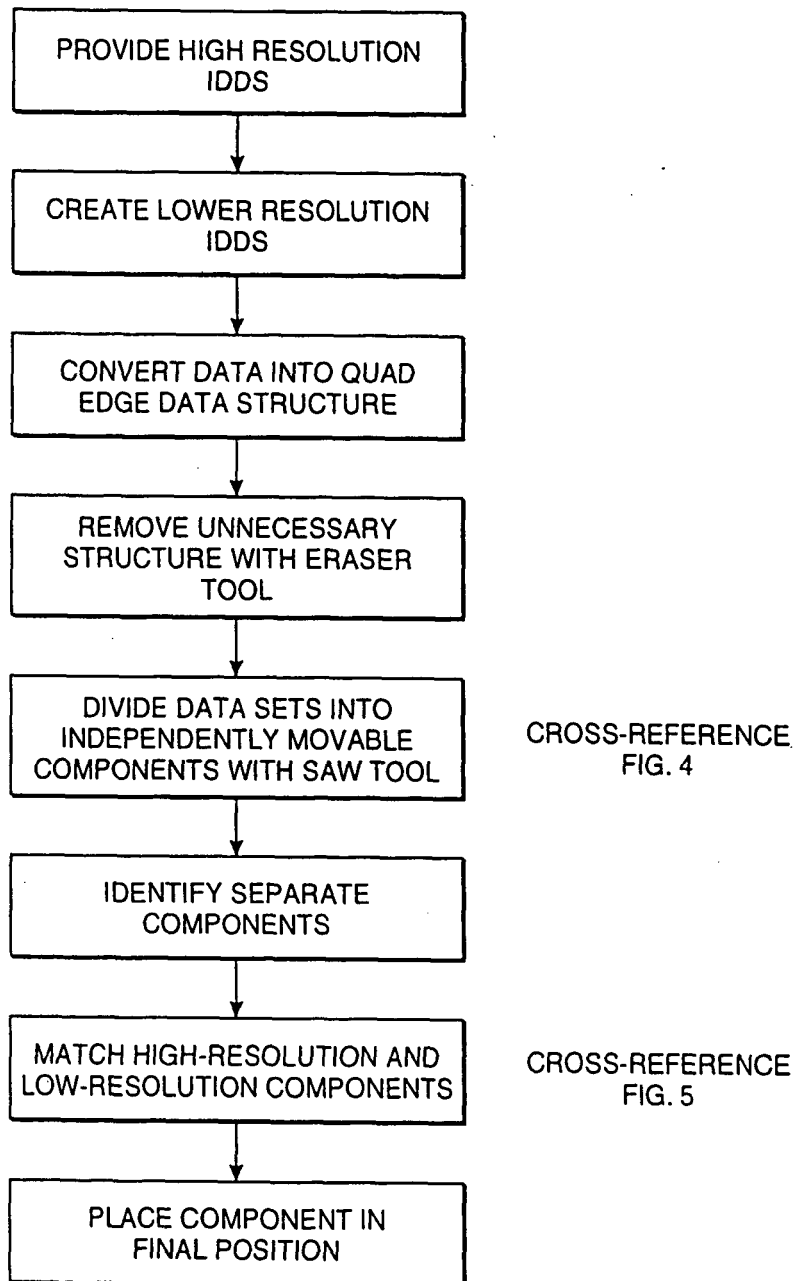 PROVIDE HIGH RESOLUTION
IDDS
CREATE LOWER RESOLUTION
IDDS
CONVERT DATA INTO QUAD
EDGE DATA STRUCTURE
REMOVE UNNECESSARY
STRUCTURE WITH ERASER
TOOL
DIVIDE DATA SETS INTO
INDEPENDENTLY MOVABLE
COMPONENTS WITH SAW TOOL
CROSS-REFERENCE
FIG. 4
IDENTIFY SEPARATE
COMPONENTS
MATCH HIGH-RESOLUTION AND
LOW-RESOLUTION COMPONENTS
CROSS-REFERENCE
FIG. 5
PLACE COMPONENT IN
FINAL POSITION